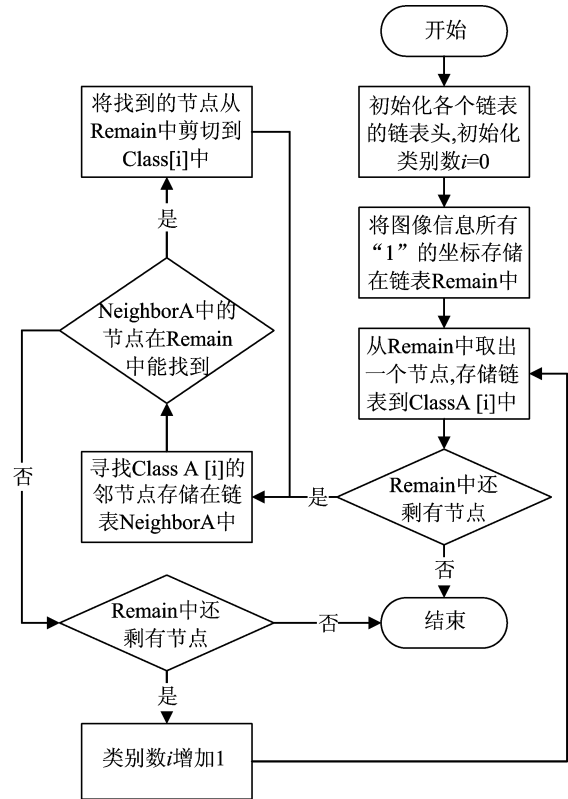 开始
初始化各个链表
的链表头,初始化
类别数i=0
将图像信息所有
“1”的坐标存储
在链表Remain中
从Remain中取出
一个节点,存储链
表到ClassA [i]中
Remain中还
剩有节点
是
否
结束
寻找Class A [i]的
邻节点存储在链
表NeighborA中
NeighborA中的
节点在Remain
中能找到
是
将找到的节点从
Remain中剪切到
Class[i]中
否
Remain中还
剩有节点
否
是
类别数i增加1